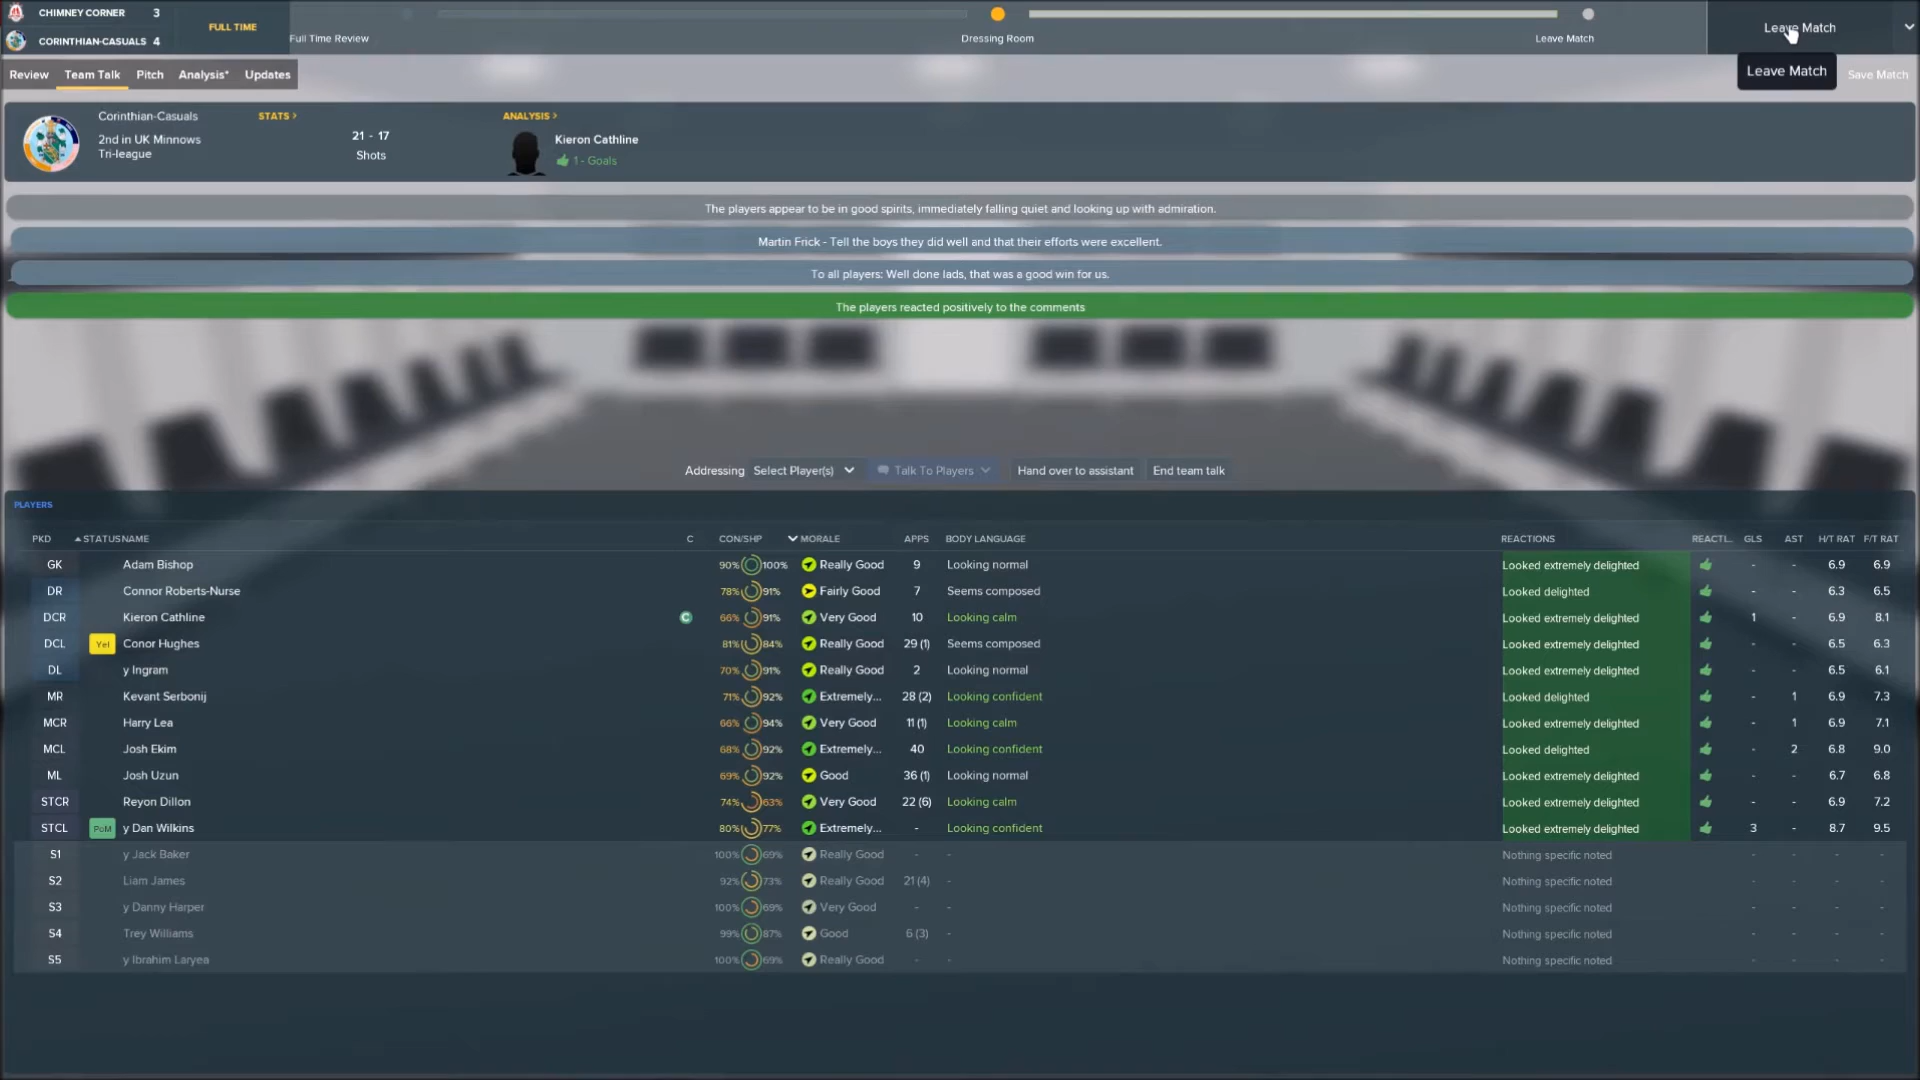 CHIMNEY CORNER 3
CORINTHIAN-CASUALS 4
FULL TIME
Full Time Review
Dressing Room
Leave Match
Leave Match
Leave Match
Save Match
Review Team Talk Pitch Analysis* Updates
Corinthian-Casuals
2nd in UK Minnows
Tri-league
STATS >
21 - 17
Shots
ANALYSIS >
Kieron Cathline
1 - Goals
The players appear to be in good spirits, immediately falling quiet and looking up with admiration.
Martin Frick - Tell the boys they did well and that their efforts were excellent.
To all players: Well done lads, that was a good win for us.
The players reacted positively to the comments
Addressing Select Player(s) Talk To Players Hand over to assistant End team talk
PLAYERS
PKD STATUS NAME C CON/SHP MORALE APPS BODY LANGUAGE REACTIONS REACTI... GLS AST H/T RAT F/T RAT
GK Adam Bishop 90% 100% Really Good 9 Looking normal Looked extremely delighted - - 6.9 6.9
DR Connor Roberts-Nurse 78% 91% Fairly Good 7 Seems composed Looked delighted - - 6.3 6.5
DCR Kieron Cathline C 66% 91% Very Good 10 Looking calm Looked extremely delighted 1 - 6.9 8.1
DCL Yel Conor Hughes 81% 84% Really Good 29 (1) Seems composed Looked extremely delighted - - 6.5 6.3
DL y Ingram 70% 91% Really Good 2 Looking normal Looked extremely delighted - - 6.5 6.1
MR Kevant Serbonij 71% 92% Extremely... 28 (2) Looking confident Looked delighted - 1 6.9 7.3
MCR Harry Lea 66% 94% Very Good 11 (1) Looking calm Looked extremely delighted - 1 6.9 7.1
MCL Josh Ekim 68% 92% Extremely... 40 Looking confident Looked delighted - 2 6.8 9.0
ML Josh Uzun 69% 92% Good 36 (1) Looking normal Looked extremely delighted - - 6.7 6.8
STCR Reyon Dillon 74% 63% Very Good 22 (6) Looking calm Looked extremely delighted - - 6.9 7.2
STCL PoM y Dan Wilkins 80% 77% Extremely... - Looking confident Looked extremely delighted 3 - 8.7 9.5
S1 y Jack Baker 100% 69% Really Good - - Nothing specific noted - - - -
S2 Liam James 92% 73% Really Good 21 (4) - Nothing specific noted - - - -
S3 y Danny Harper 100% 69% Very Good - - Nothing specific noted - - - -
S4 Trey Williams 99% 87% Good 6 (3) - Nothing specific noted - - - -
S5 y Ibrahim Laryea 100% 69% Really Good - - Nothing specific noted - - - -